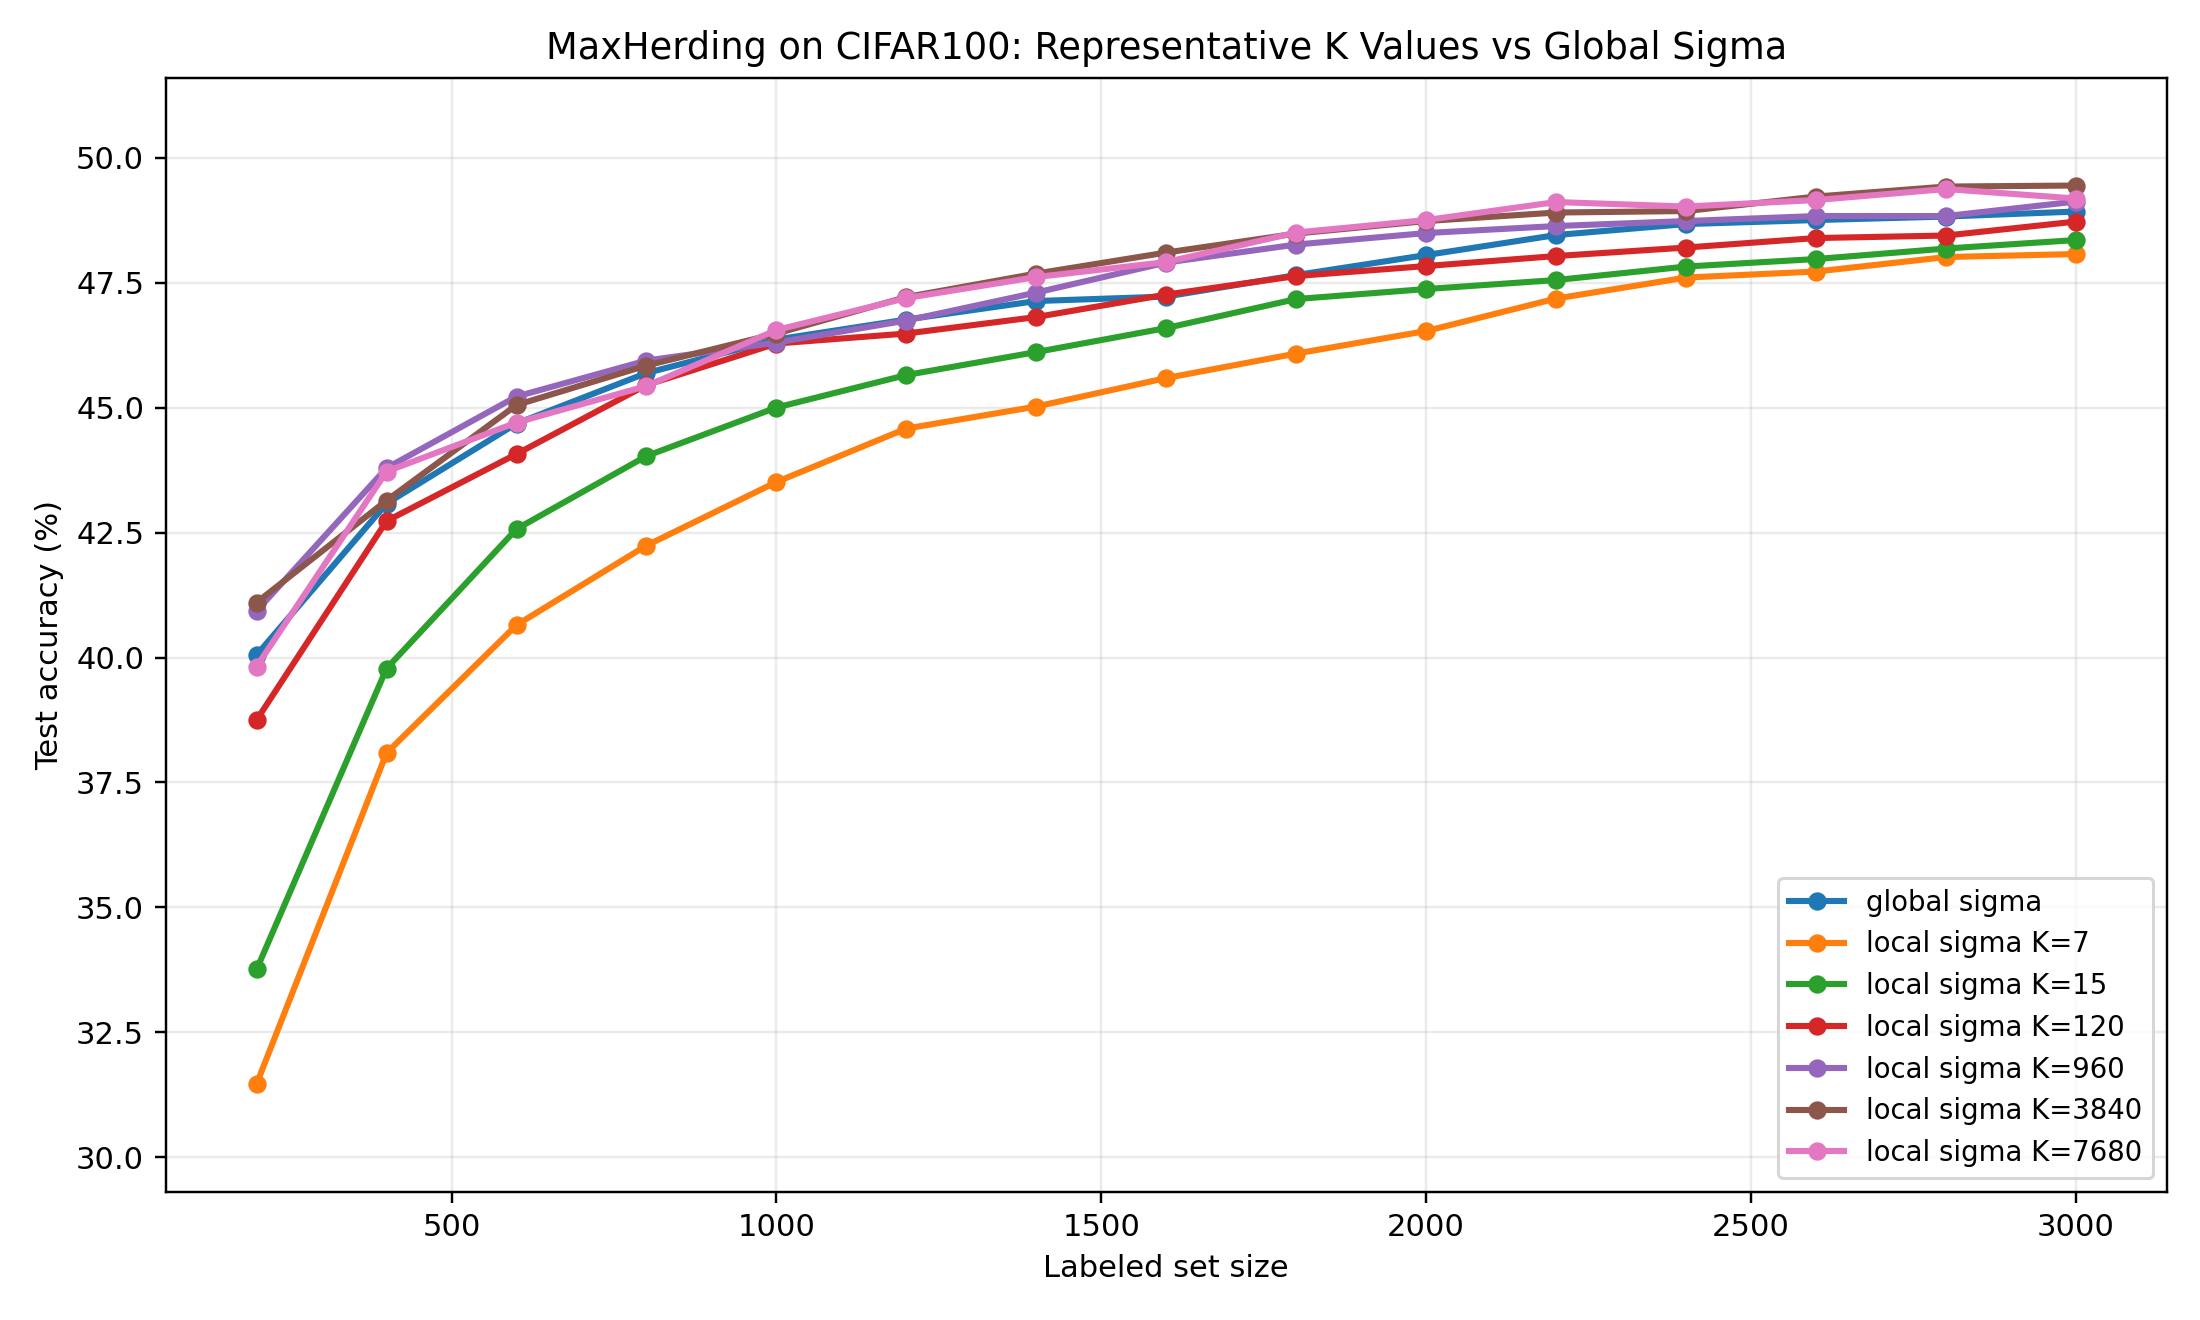 MaxHerding on CIFAR100: Representative K Values vs Global Sigma
50.0
47.5
45.0
42.5
40.0
37.5
35.0
32.5
30.0
Test accuracy (%)
500 1000 1500 2000 2500 3000
Labeled set size
global sigma
local sigma K=7
local sigma K=15
local sigma K=120
local sigma K=960
local sigma K=3840
local sigma K=7680